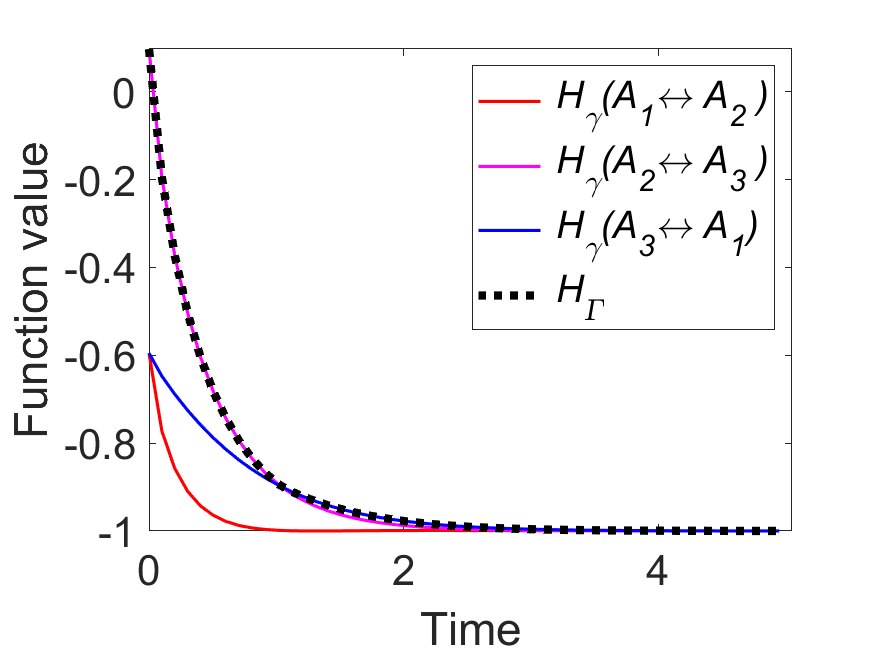 Function value
0
-0.2
-0.4
-0.6
-0.8
-1
0
2
4
Time
Hγ(A1↔A2)
Hγ(A2↔A3)
Hγ(A3↔A1)
HΓ